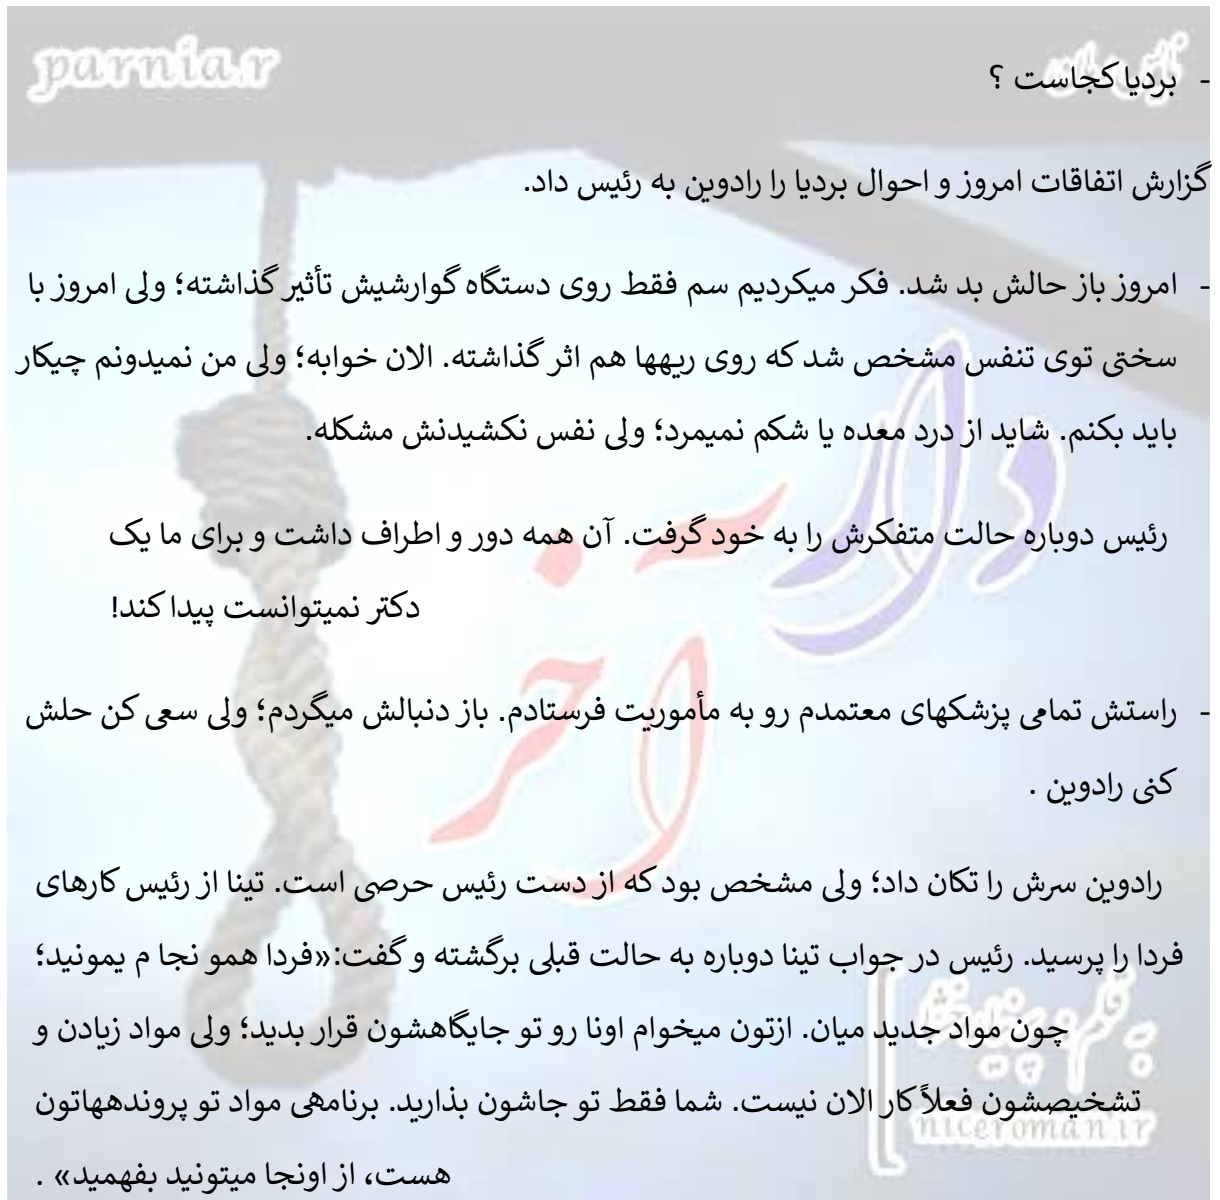 parnia.r
- بردیا کجاست ؟
گزارش اتفاقات امروز و احوال بردیا را رادوین به رئیس داد.
- امروز باز حالش بد شد. فکر میکردیم سم فقط روی دستگاه گوارشیش تأثیر گذاشته؛ ولی امروز با
سختی توی تنفس مشخص شد که روی ریهها هم اثر گذاشته. الان خوابه؛ ولی من نمیدونم چیکار
باید بکنم. شاید از درد معده یا شکم نمیمرد؛ ولی نفس نکشیدنش مشکله.
رئیس دوباره حالت متفکرش را به خود گرفت. آن همه دور و اطراف داشت و برای ما یک
دکتر نمیتوانست پیدا کند!
دار آخر
- راستش تمامی پزشکهای معتمدم رو به مأموریت فرستادم. باز دنبالش میگردم؛ ولی سعی کن حلش
کنی رادوین .
رادوین سرش را تکان داد؛ ولی مشخص بود که از دست رئیس حرصی است. تینا از رئیس کارهای
فردا را پرسید. رئیس در جواب تینا دوباره به حالت قبلی برگشته و گفت:«فردا همو نجا م یمونید؛
چون مواد جدید میان. ازتون میخوام اونا رو تو جایگاهشون قرار بدید؛ ولی مواد زیادن و
تشخیصشون فعلاً کار الان نیست. شما فقط تو جاشون بذارید. برنامهی مواد تو پروندههاتون
niceroman.ir
هست، از اونجا میتونید بفهمید» .